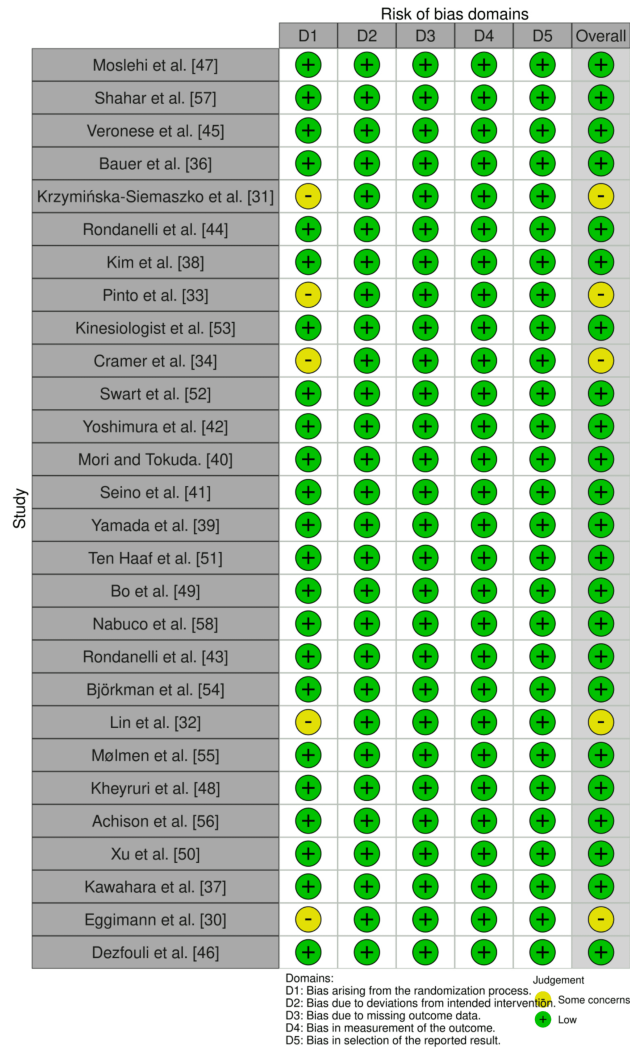 Risk of bias domains
D1 D2 D3 D4 D5 Overall
Study
Moslehi et al. [47] + + + + + +
Shahar et al. [57] + + + + + +
Veronese et al. [45] + + + + + +
Bauer et al. [36] + + + + + +
Krzymińska-Siemaszko et al. [31] - + + + + -
Rondanelli et al. [44] + + + + + +
Kim et al. [38] + + + + + +
Pinto et al. [33] - + + + + -
Kinesiologist et al. [53] + + + + + +
Cramer et al. [34] - + + + + -
Swart et al. [52] + + + + + +
Yoshimura et al. [42] + + + + + +
Mori and Tokuda. [40] + + + + + +
Seino et al. [41] + + + + + +
Yamada et al. [39] + + + + + +
Ten Haaf et al. [51] + + + + + +
Bo et al. [49] + + + + + +
Nabuco et al. [58] + + + + + +
Rondanelli et al. [43] + + + + + +
Björkman et al. [54] + + + + + +
Lin et al. [32] - + + + + -
Mølmen et al. [55] + + + + + +
Kheyruri et al. [48] + + + + + +
Achison et al. [56] + + + + + +
Xu et al. [50] + + + + + +
Kawahara et al. [37] + + + + + +
Eggimann et al. [30] - + + + + -
Dezfouli et al. [46] + + + + + +
Domains:
D1: Bias arising from the randomization process.
D2: Bias due to deviations from intended intervention.
D3: Bias due to missing outcome data.
D4: Bias in measurement of the outcome.
D5: Bias in selection of the reported result.
Judgement
- Some concerns
+ Low